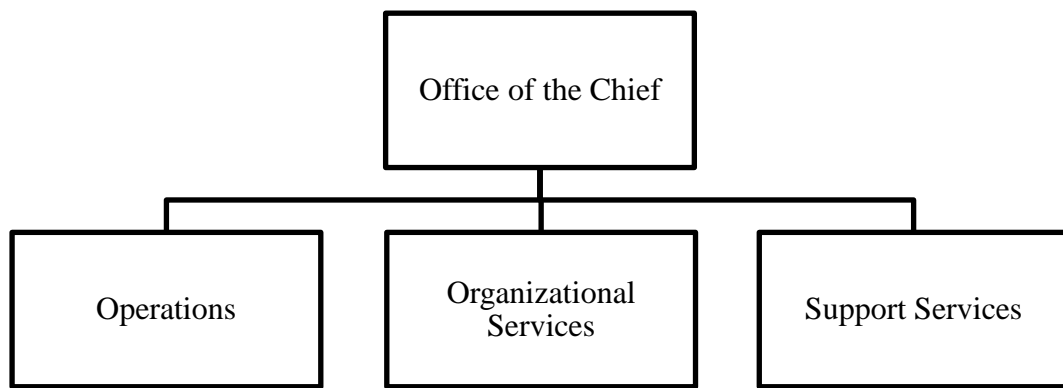 Office of the Chief
Operations
Organizational
Services
Support Services